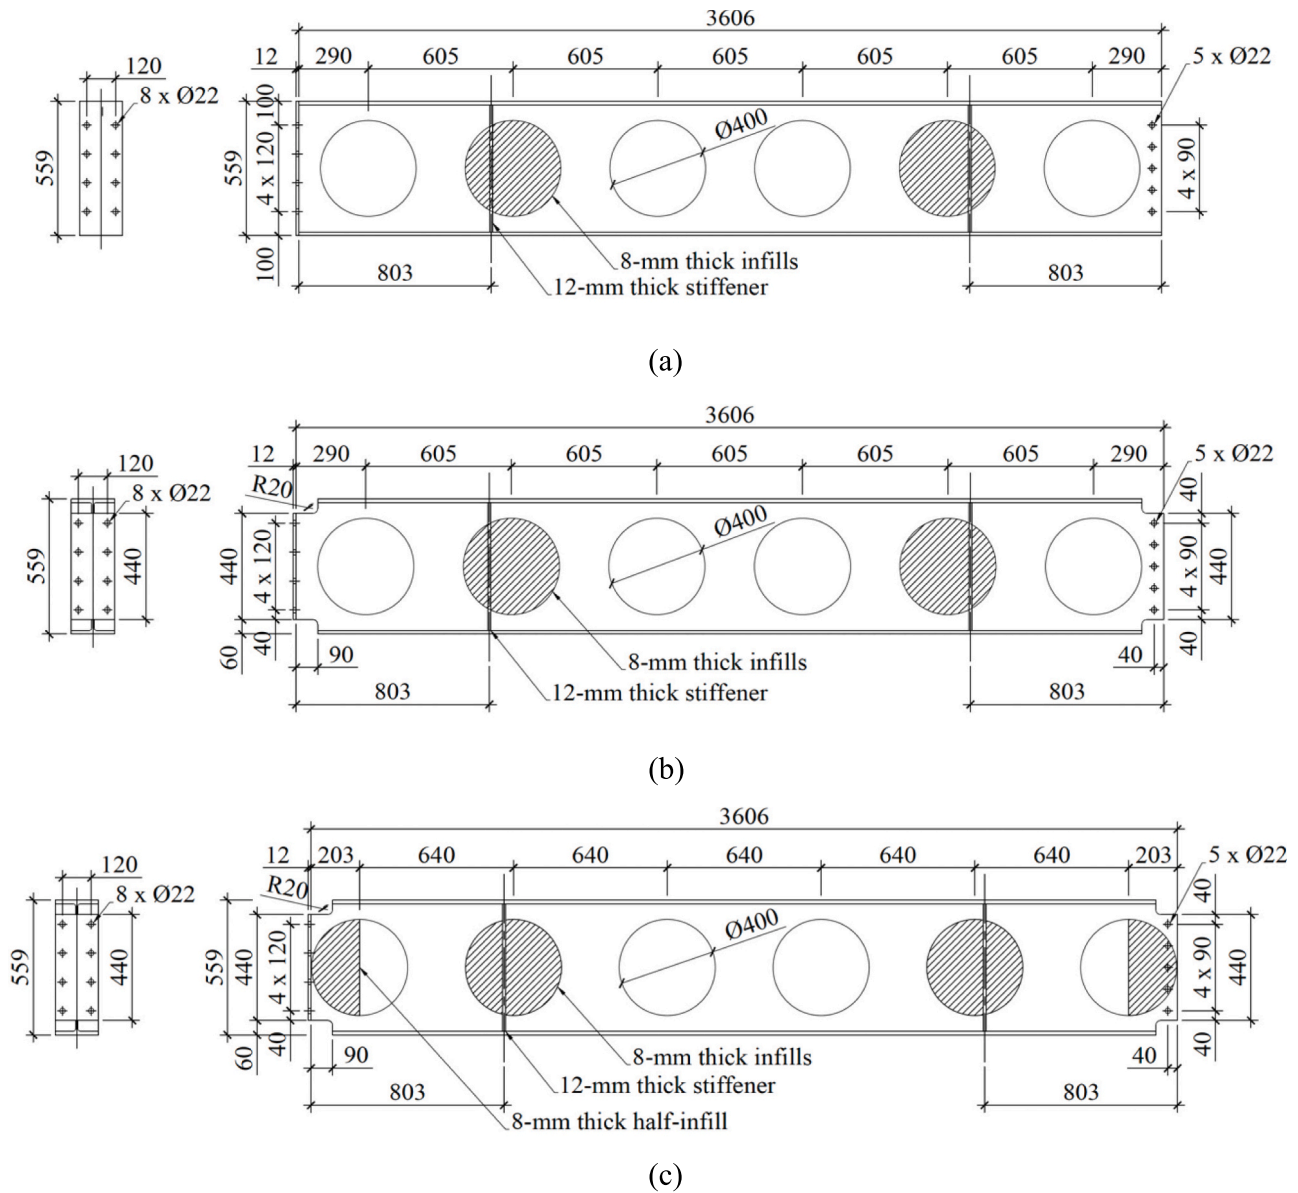 3606
12 290 605 605 605 605 605 290 5 x Ø22
120
8 x Ø22
559
559
100
4 x 120
100
Ø400
4 x 90
8-mm thick infills
803
12-mm thick stiffener
803
(a)
3606
12 290 605 605 605 605 605 290 5 x Ø22
120
8 x Ø22
R20
40
559
440
440
4 x 120
Ø400
4 x 90
440
60
40
90
8-mm thick infills
40
40
803
12-mm thick stiffener
803
(b)
3606
12 203 640 640 640 640 640 203 5 x Ø22
120
8 x Ø22
R20
40
559
440
559
440
4 x 120
Ø400
4 x 90
440
60
40
90
8-mm thick infills
40
40
803
12-mm thick stiffener
803
8-mm thick half-infill
(c)